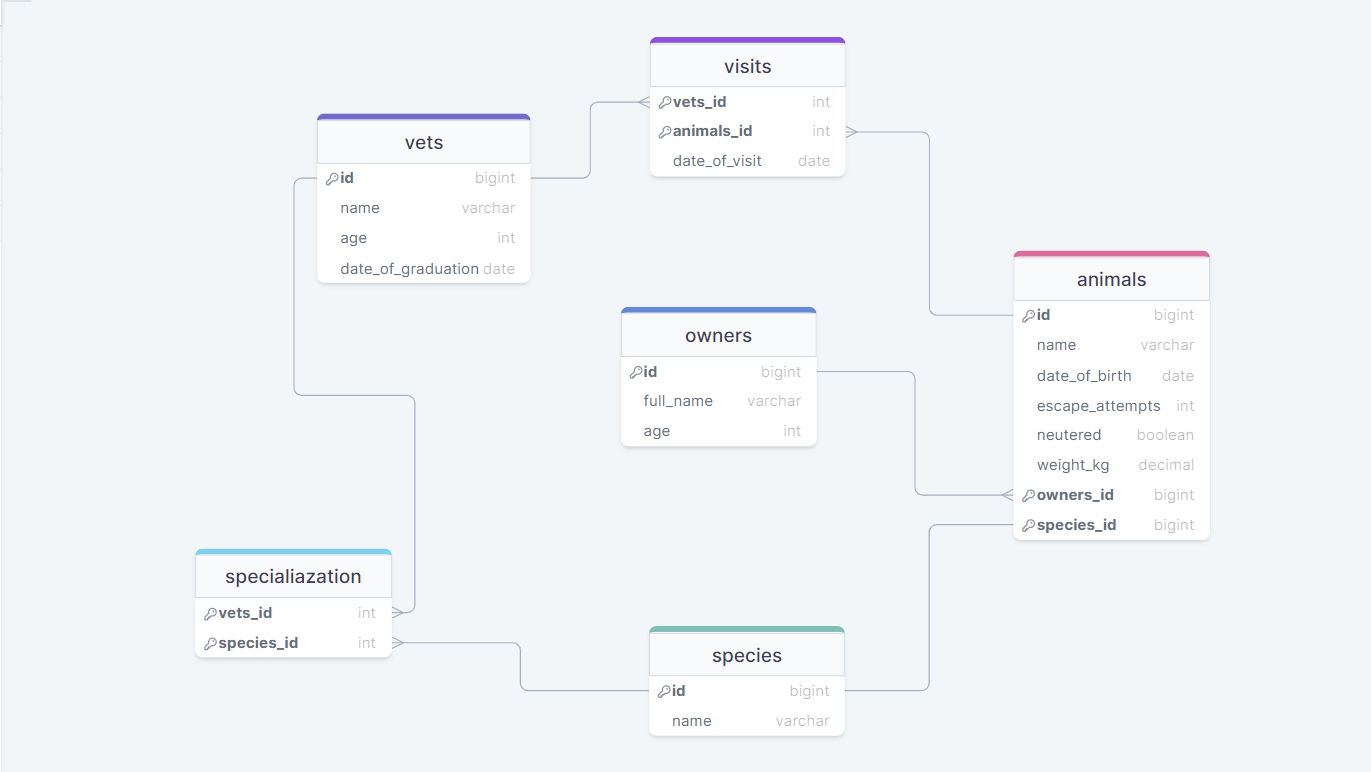 visits
vets_id int
animals_id int
date_of_visit date
vets
id bigint
name varchar
age int
date_of_graduation date
animals
id bigint
name varchar
date_of_birth date
escape_attempts int
neutered boolean
weight_kg decimal
owners_id bigint
species_id bigint
owners
id bigint
full_name varchar
age int
specialiazation
vets_id int
species_id int
species
id bigint
name varchar